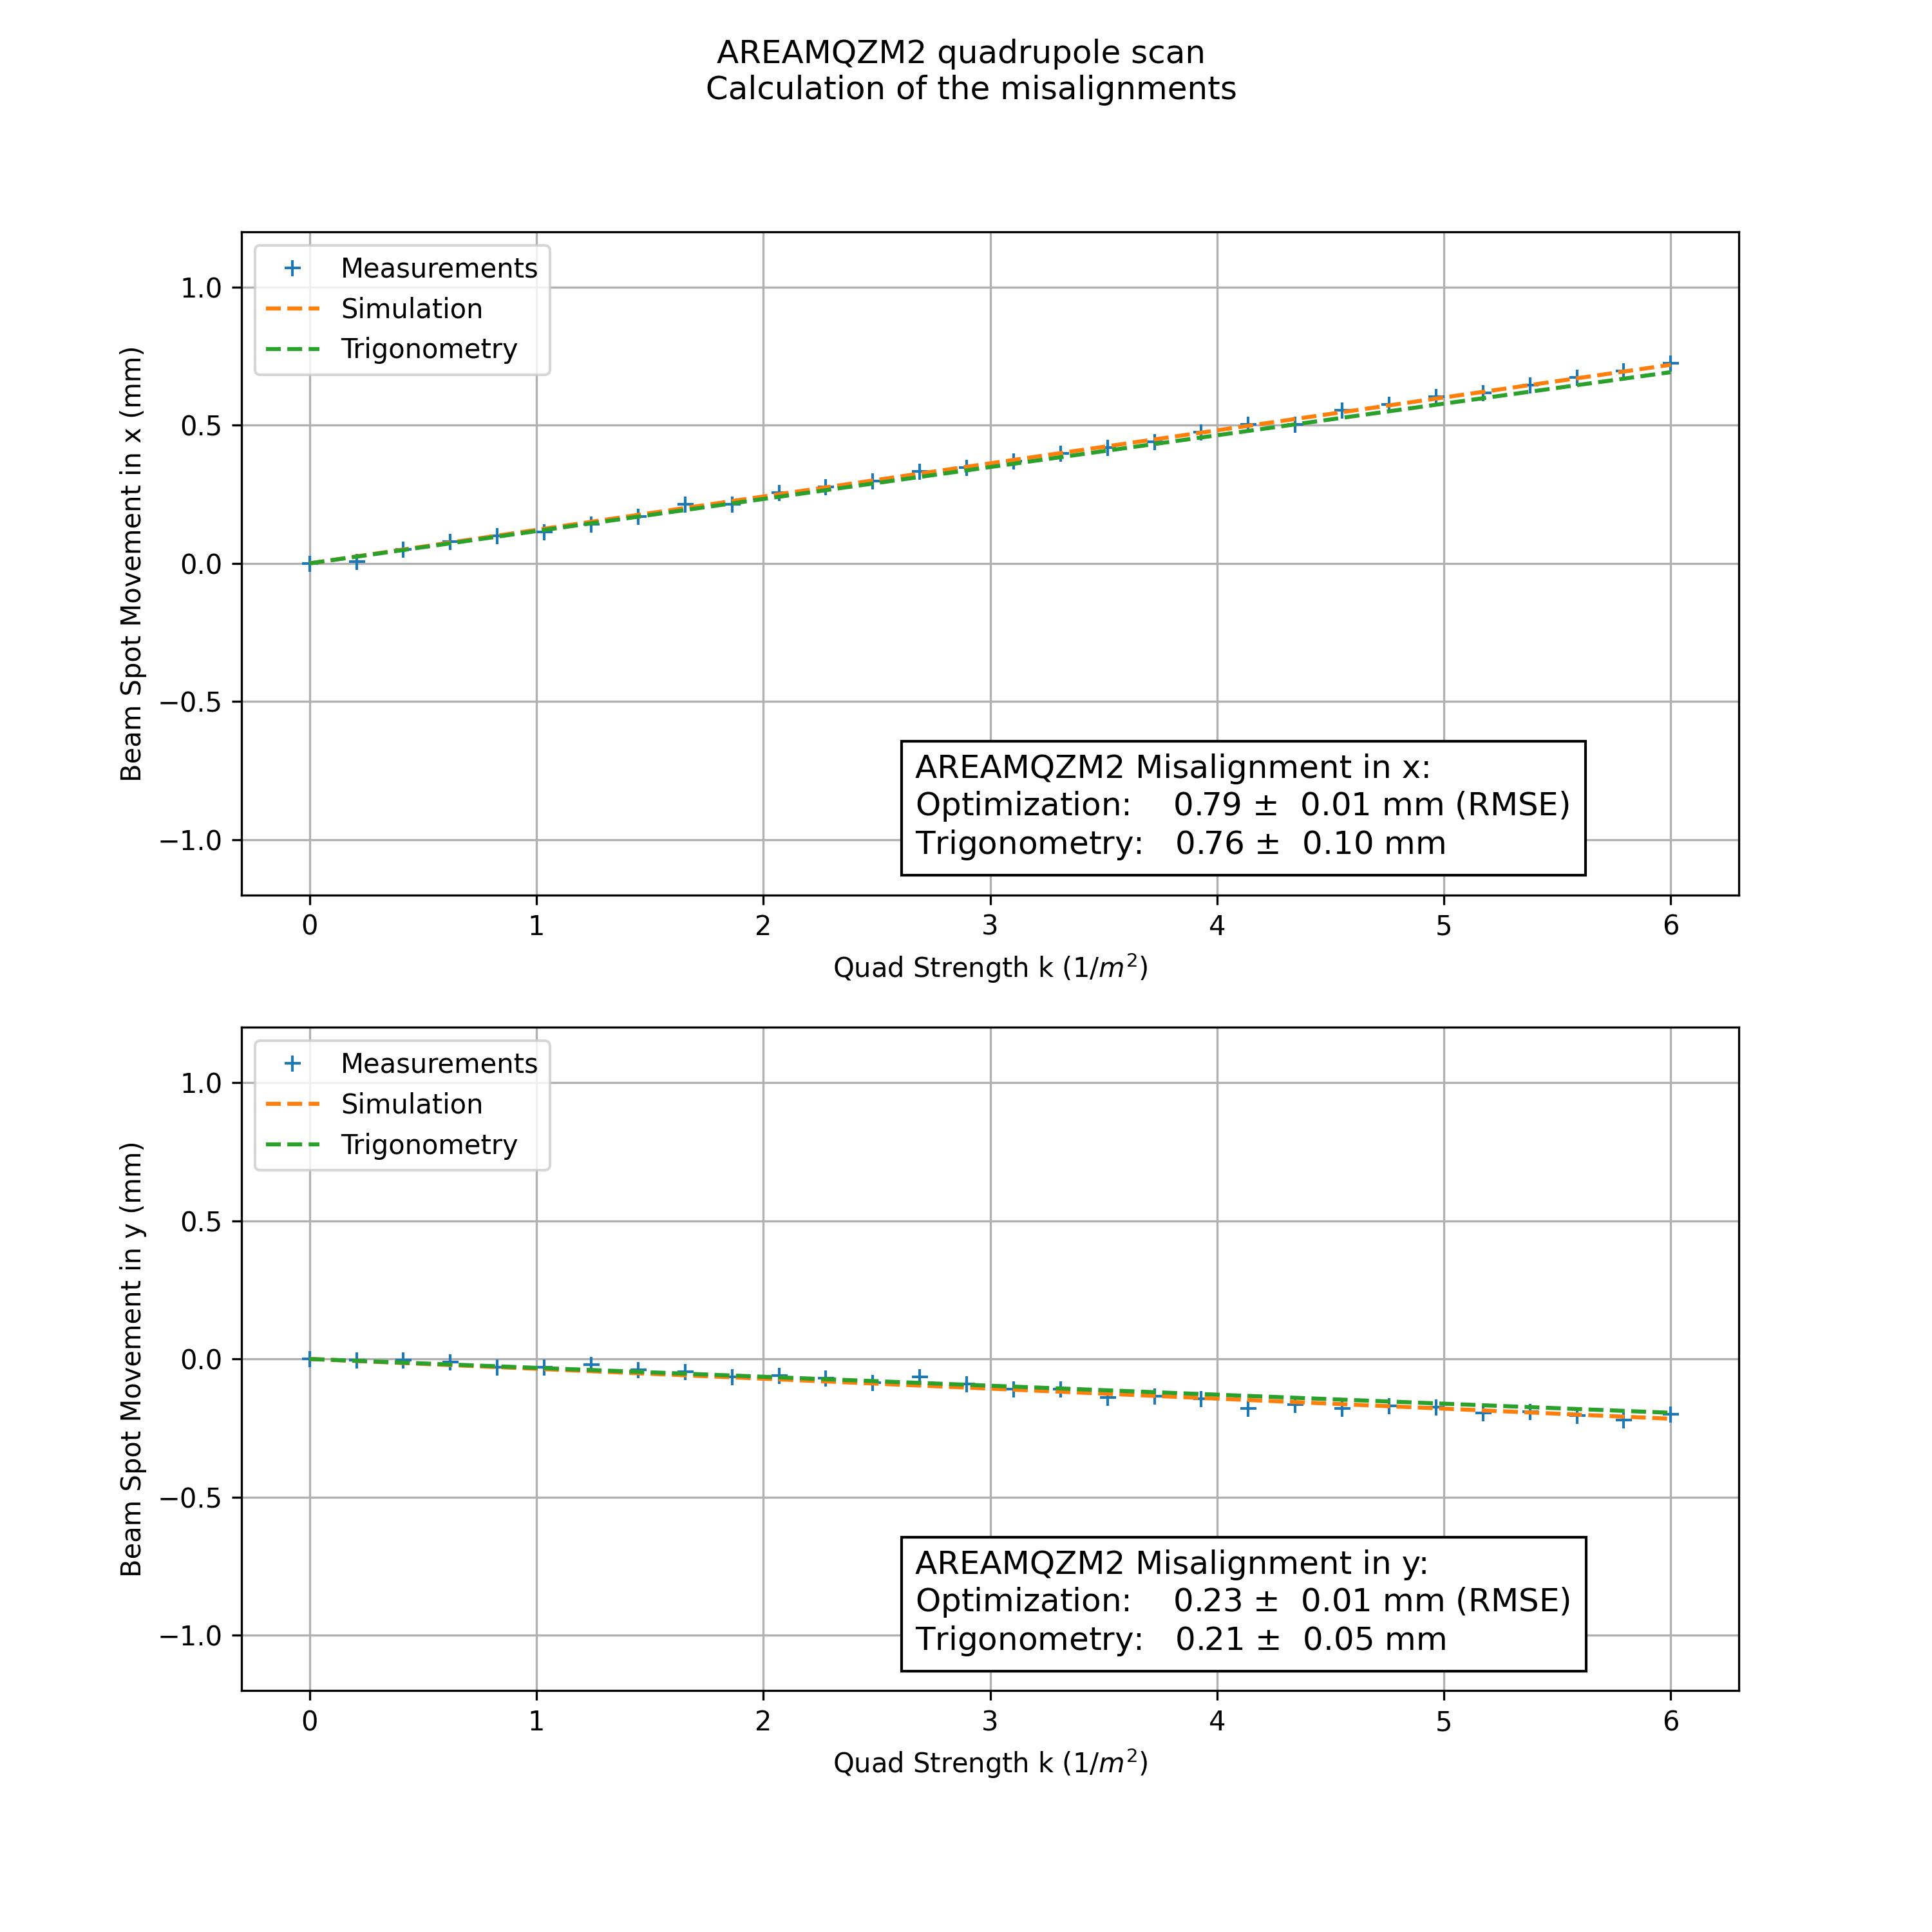 AREAMQZM2 quadrupole scan
Calculation of the misalignments
Measurements
Simulation
Trigonometry
1.0
0.5
0.0
−0.5
−1.0
Beam Spot Movement in x (mm)
AREAMQZM2 Misalignment in x:
Optimization: 0.79 ± 0.01 mm (RMSE)
Trigonometry: 0.76 ± 0.10 mm
0 1 2 3 4 5 6
Quad Strength k (1/m²)
Measurements
Simulation
Trigonometry
1.0
0.5
0.0
−0.5
−1.0
Beam Spot Movement in y (mm)
AREAMQZM2 Misalignment in y:
Optimization: 0.23 ± 0.01 mm (RMSE)
Trigonometry: 0.21 ± 0.05 mm
0 1 2 3 4 5 6
Quad Strength k (1/m²)